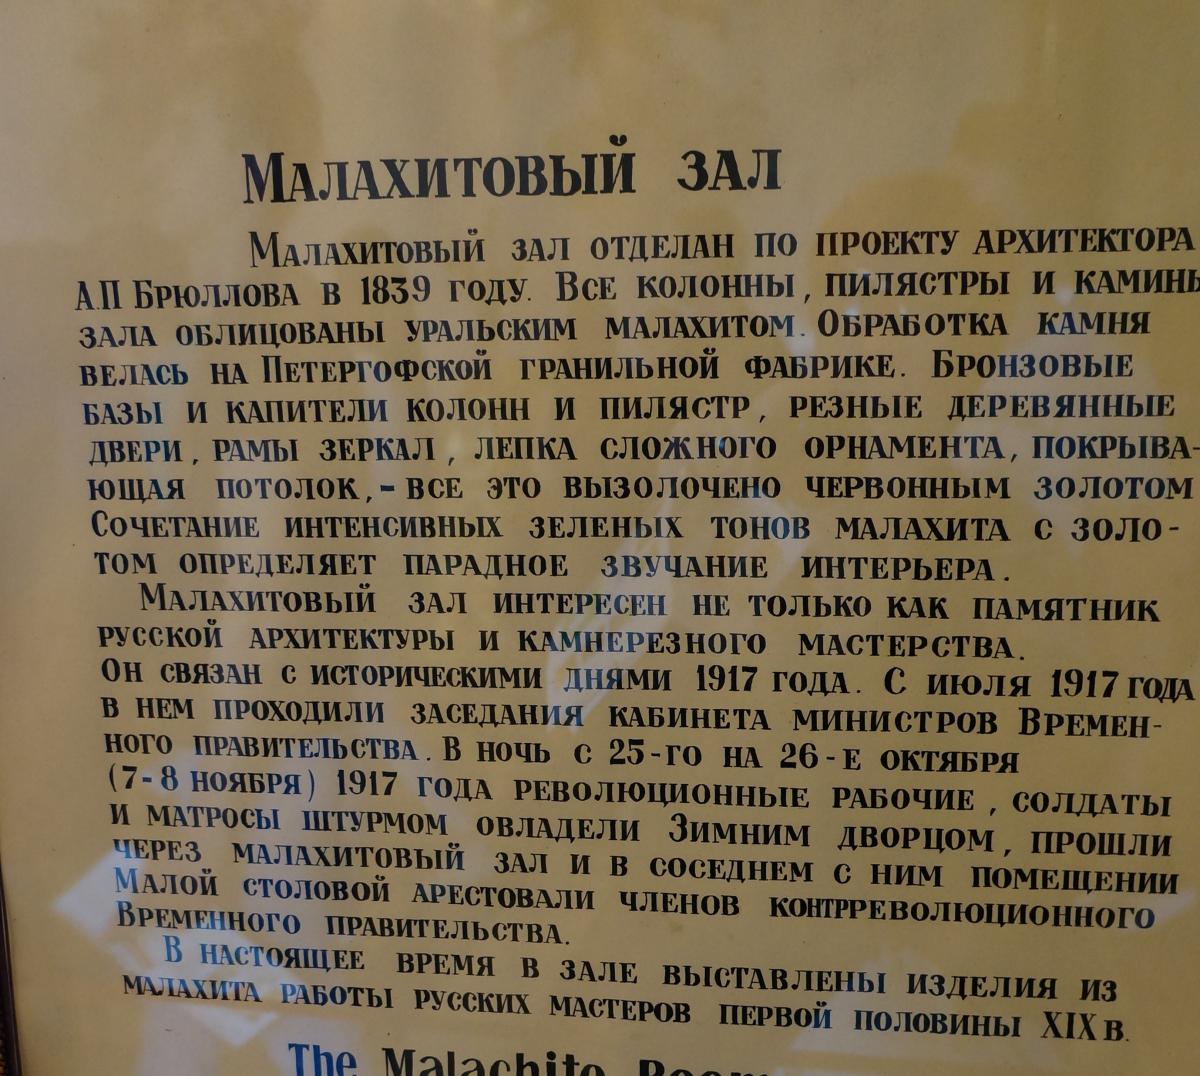 Малахитовый зал
Малахитовый зал отделан по проекту архитектора
А.П Брюллова в 1839 году. Все колонны, пилястры и камины
зала облицованы уральским малахитом. Обработка камня
велась на Петергофской гранильной фабрике. Бронзовые
базы и капители колонн и пилястр, резные деревянные
двери, рамы зеркал, лепка сложного орнамента, покрыва-
ющая потолок,- все это вызолочено червонным золотом
Сочетание интенсивных зеленых тонов малахита с золо-
том определяет парадное звучание интерьера.
Малахитовый зал интересен не только как памятник
русской архитектуры и камнерезного мастерства.
Он связан с историческими днями 1917 года. С июля 1917 года
в нем проходили заседания кабинета министров Времен-
ного правительства. В ночь с 25-го на 26-е октября
(7-8 ноября) 1917 года революционные рабочие, солдаты
и матросы штурмом овладели Зимним дворцом, прошли
через Малахитовый зал и в соседнем с ним помещении
Малой столовой арестовали членов контрреволюционного
Временного правительства.
В настоящее время в зале выставлены изделия из
малахита работы русских мастеров первой половины XIX в.
The Malachite Room